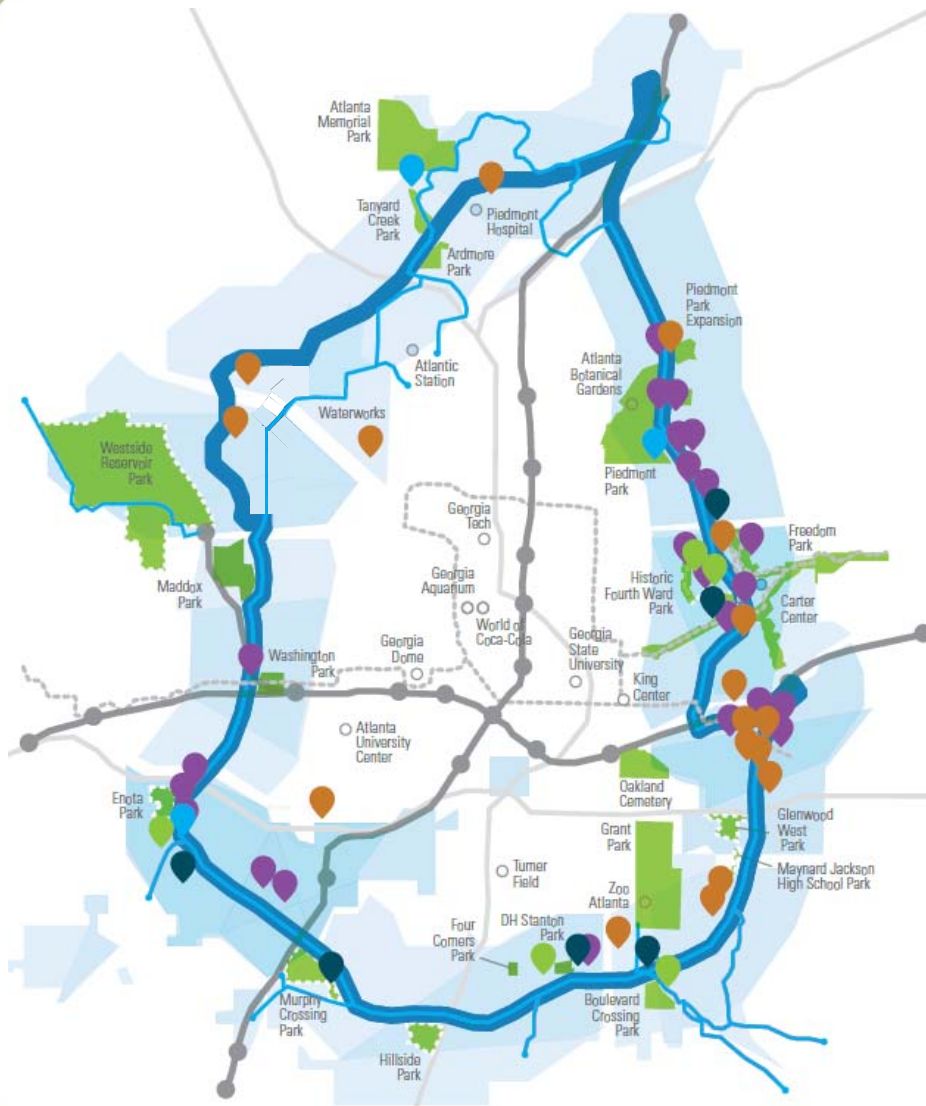 Atlanta
Memorial
Park
Tanyard
Creek
Park
Piedmont
Hospital
Ardmore
Park
Piedmont
Park
Expansion
Atlanta
Botanical
Gardens
Atlantic
Station
Waterworks
Westside
Reservoir
Park
Piedmont
Park
Georgia
Tech
Freedom
Park
Historic
Fourth Ward
Park
Georgia
Aquarium
Maddox
Park
Carter
Center
World of
Coca-Cola
Georgia
State
University
Georgia
Dome
Washington
Park
King
Center
Atlanta
University
Center
Oakland
Cemetery
Enota
Park
Glenwood
West
Park
Grant
Park
Maynard Jackson
High School Park
Turner
Field
Zoo
Atlanta
DH Stanton
Park
Four
Corners
Park
Murphy
Crossing
Park
Boulevard
Crossing
Park
Hillside
Park